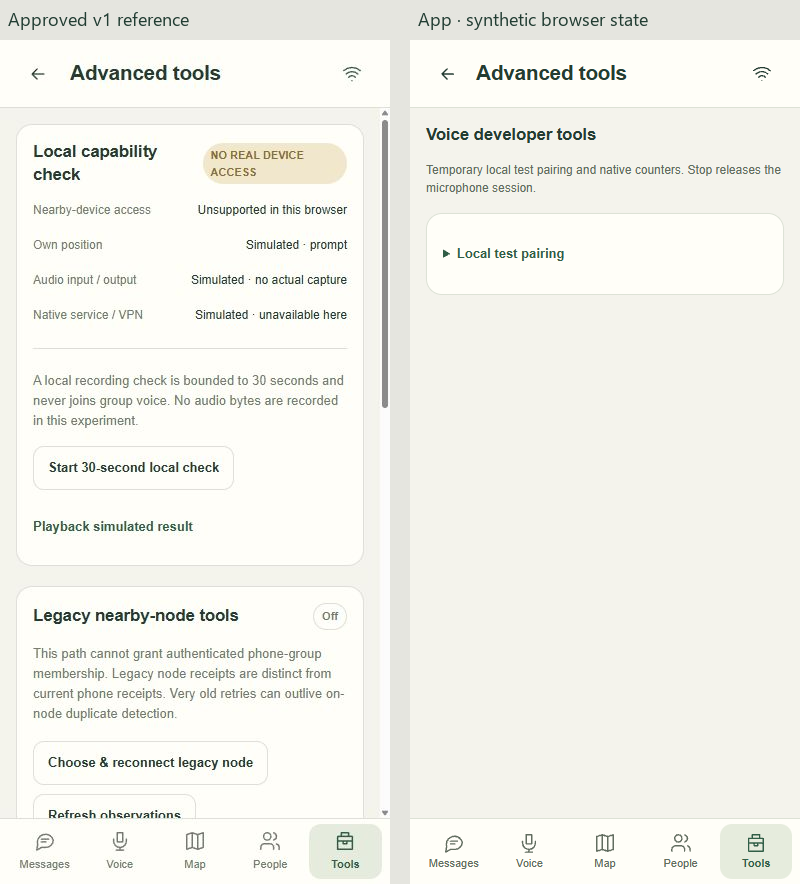 Approved v1 reference
Advanced tools
Local capability
check
NO REAL DEVICE
ACCESS
Nearby-device access
Unsupported in this browser
Own position
Simulated · prompt
Audio input / output
Simulated · no actual capture
Native service / VPN
Simulated · unavailable here
A local recording check is bounded to 30 seconds and
never joins group voice. No audio bytes are recorded
in this experiment.
Start 30-second local check
Playback simulated result
Legacy nearby-node tools
Off
This path cannot grant authenticated phone-group
membership. Legacy node receipts are distinct from
current phone receipts. Very old retries can outlive on-
node duplicate detection.
Choose & reconnect legacy node
Refresh observations
Messages
Voice
Map
People
Tools
App · synthetic browser state
Advanced tools
Voice developer tools
Temporary local test pairing and native counters. Stop releases the
microphone session.
Local test pairing
Messages
Voice
Map
People
Tools